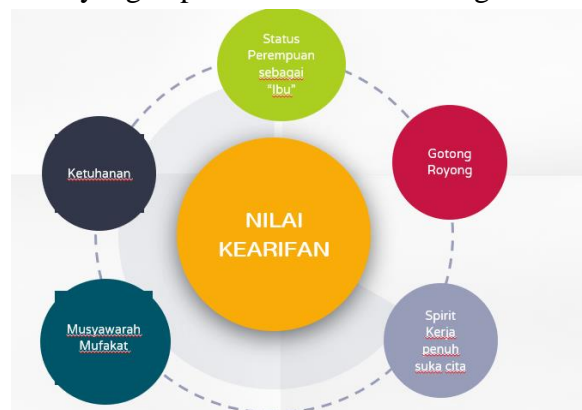 Status
Perempuan
sebagai
"Ibu"
Gotong
Royong
Ketuhanan
NILAI
KEARIFAN
Musyawarah
Mufakat
Spirit
Kerja
penuh
suka cita